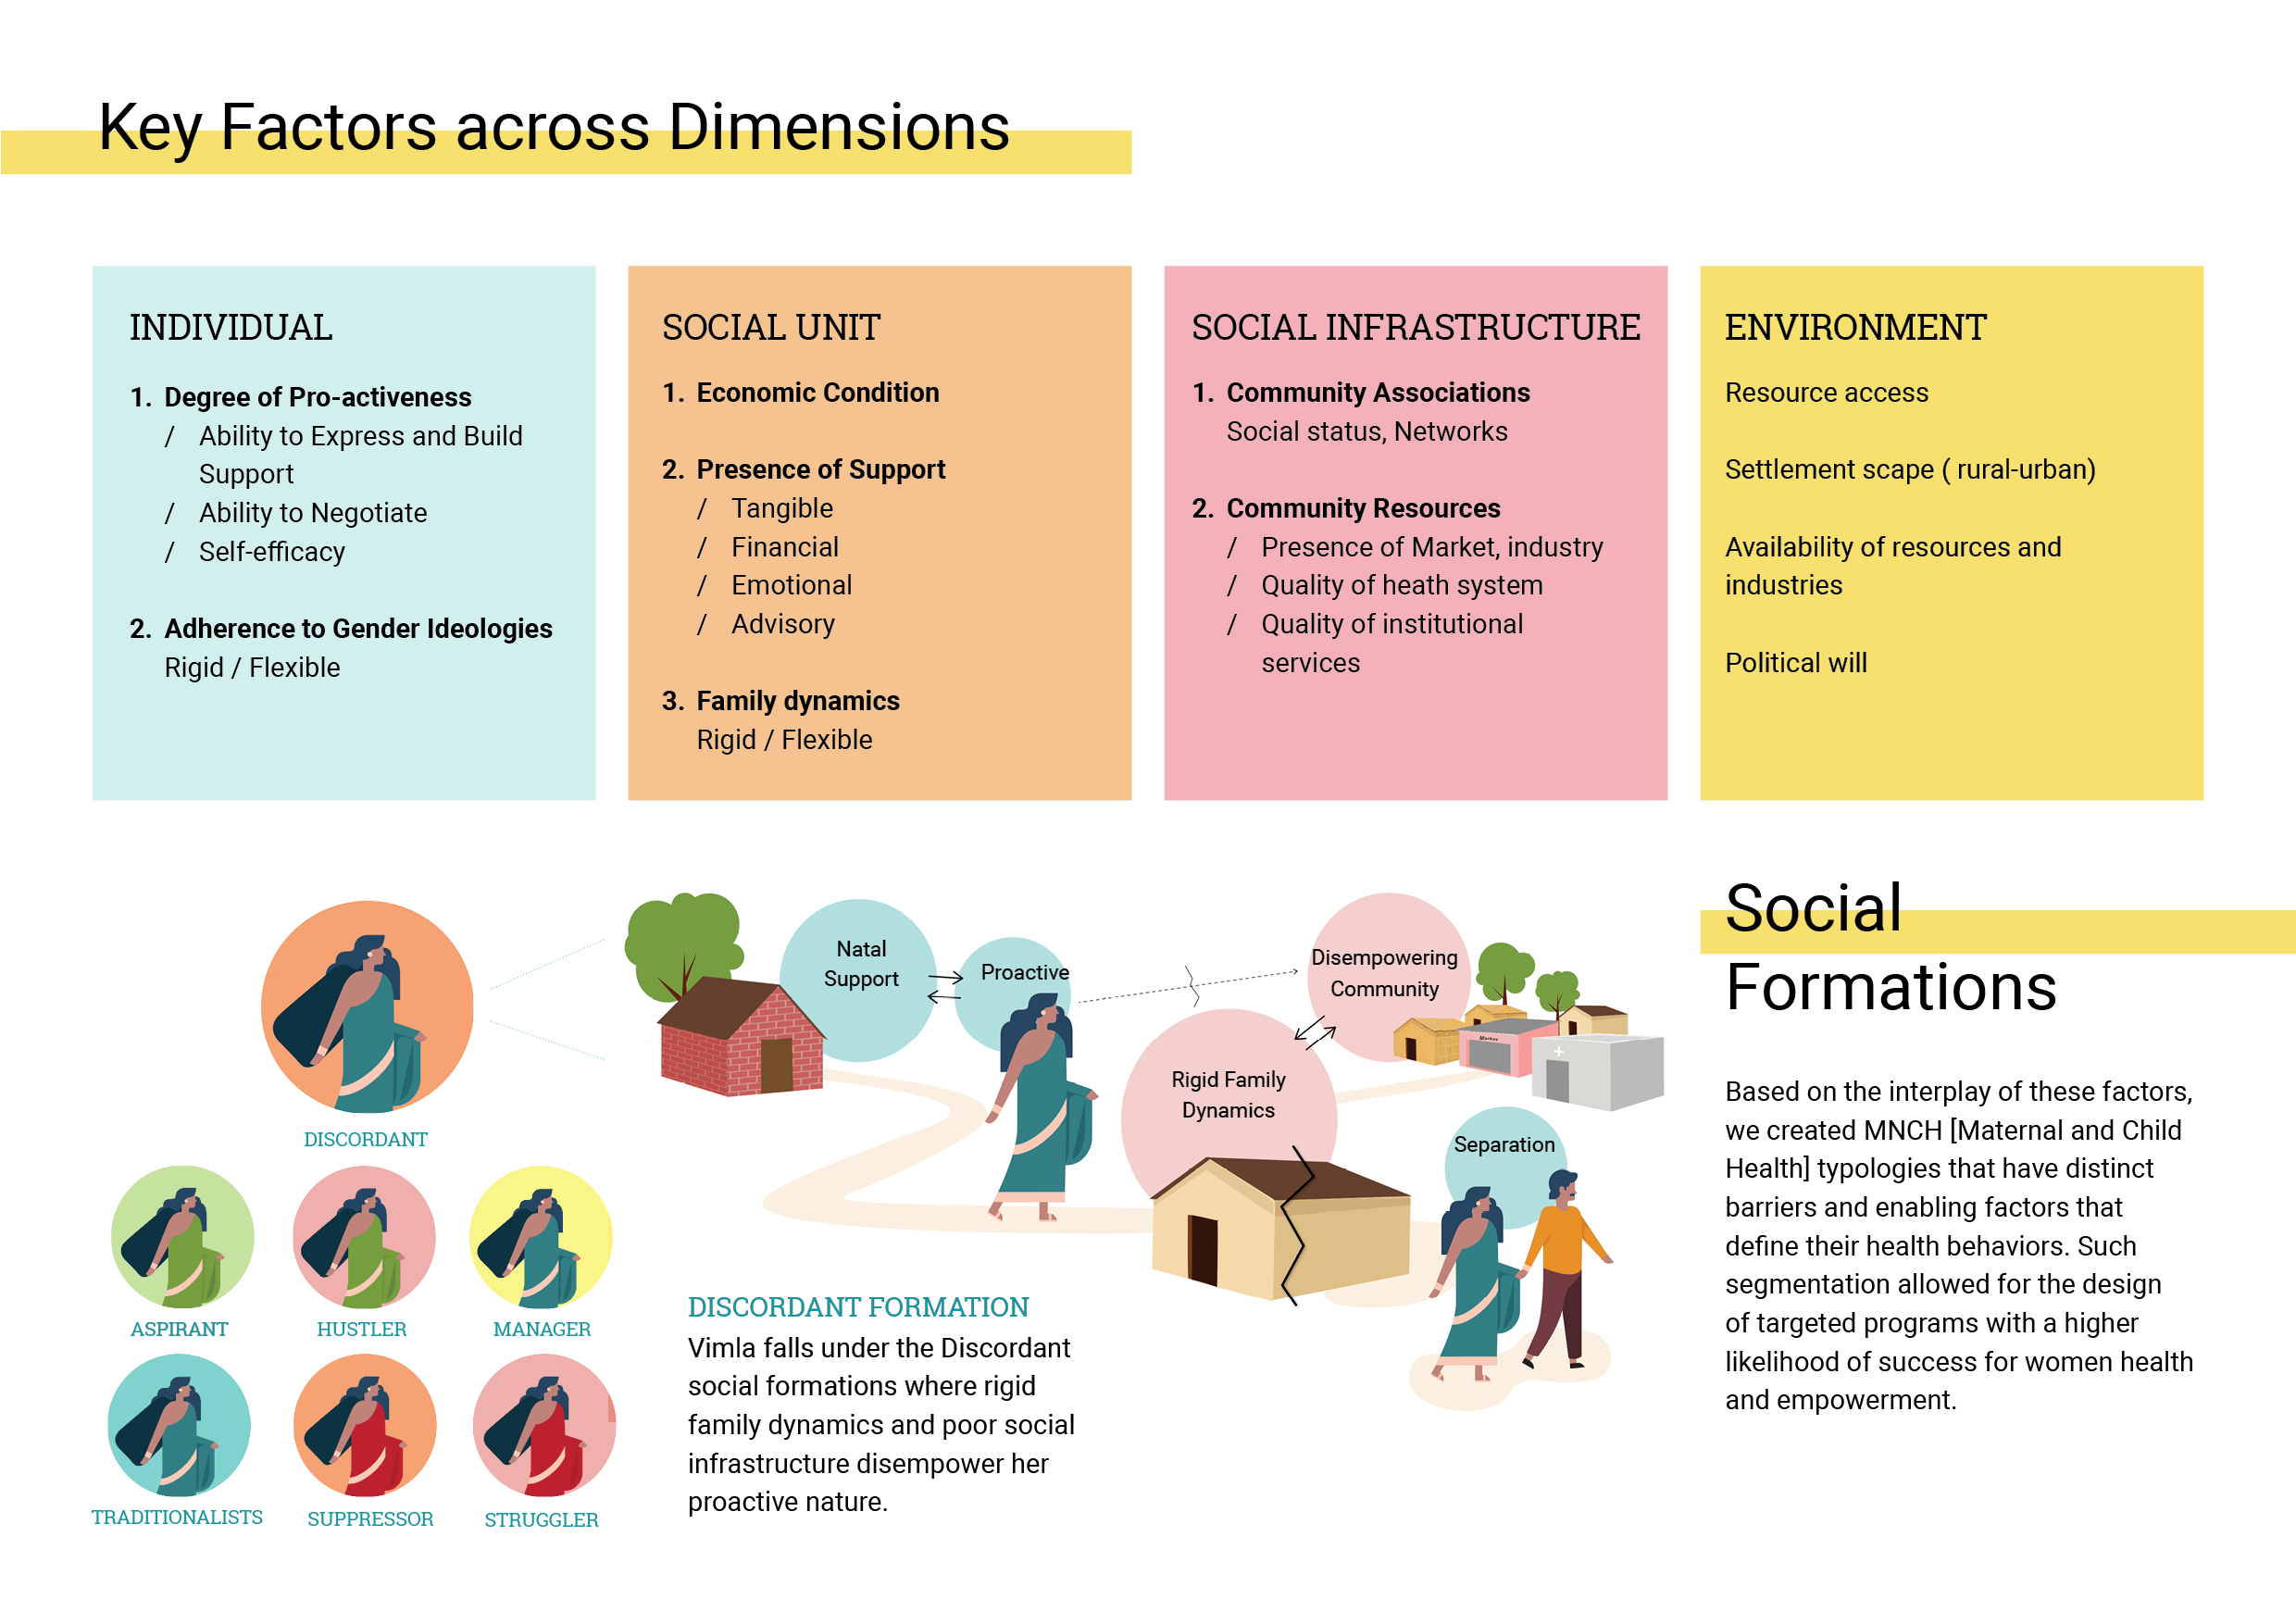 Key Factors across Dimensions
INDIVIDUAL
1. Degree of Pro-activeness
/ Ability to Express and Build
Support
/ Ability to Negotiate
/ Self-efficacy
2. Adherence to Gender Ideologies
Rigid / Flexible
SOCIAL UNIT
1. Economic Condition
2. Presence of Support
/ Tangible
/ Financial
/ Emotional
/ Advisory
3. Family dynamics
Rigid / Flexible
SOCIAL INFRASTRUCTURE
1. Community Associations
Social status, Networks
2. Community Resources
/ Presence of Market, industry
/ Quality of heath system
/ Quality of institutional
services
ENVIRONMENT
Resource access
Settlement scape ( rural-urban)
Availability of resources and
industries
Political will
DISCORDANT
ASPIRANT
HUSTLER
MANAGER
TRADITIONALISTS
SUPPRESSOR
STRUGGLER
Natal
Support
Proactive
Disempowering
Community
Rigid Family
Dynamics
Market
Separation
DISCORDANT FORMATION
Vimla falls under the Discordant
social formations where rigid
family dynamics and poor social
infrastructure disempower her
proactive nature.
Social
Formations
Based on the interplay of these factors,
we created MNCH [Maternal and Child
Health] typologies that have distinct
barriers and enabling factors that
define their health behaviors. Such
segmentation allowed for the design
of targeted programs with a higher
likelihood of success for women health
and empowerment.